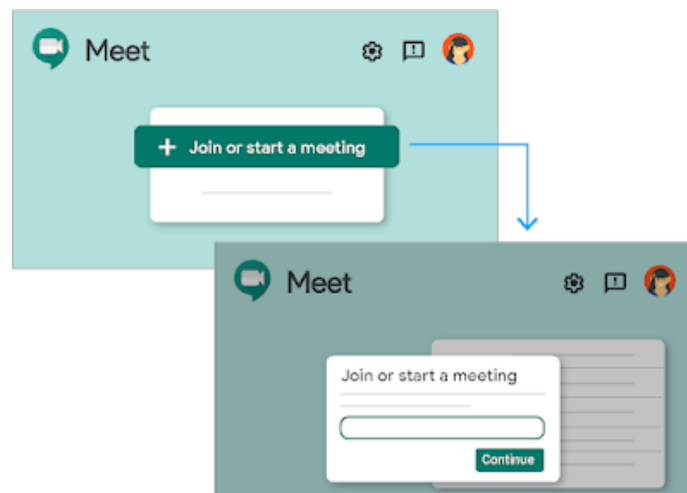 Meet
+ Join or start a meeting
Meet
Join or start a meeting
Continue